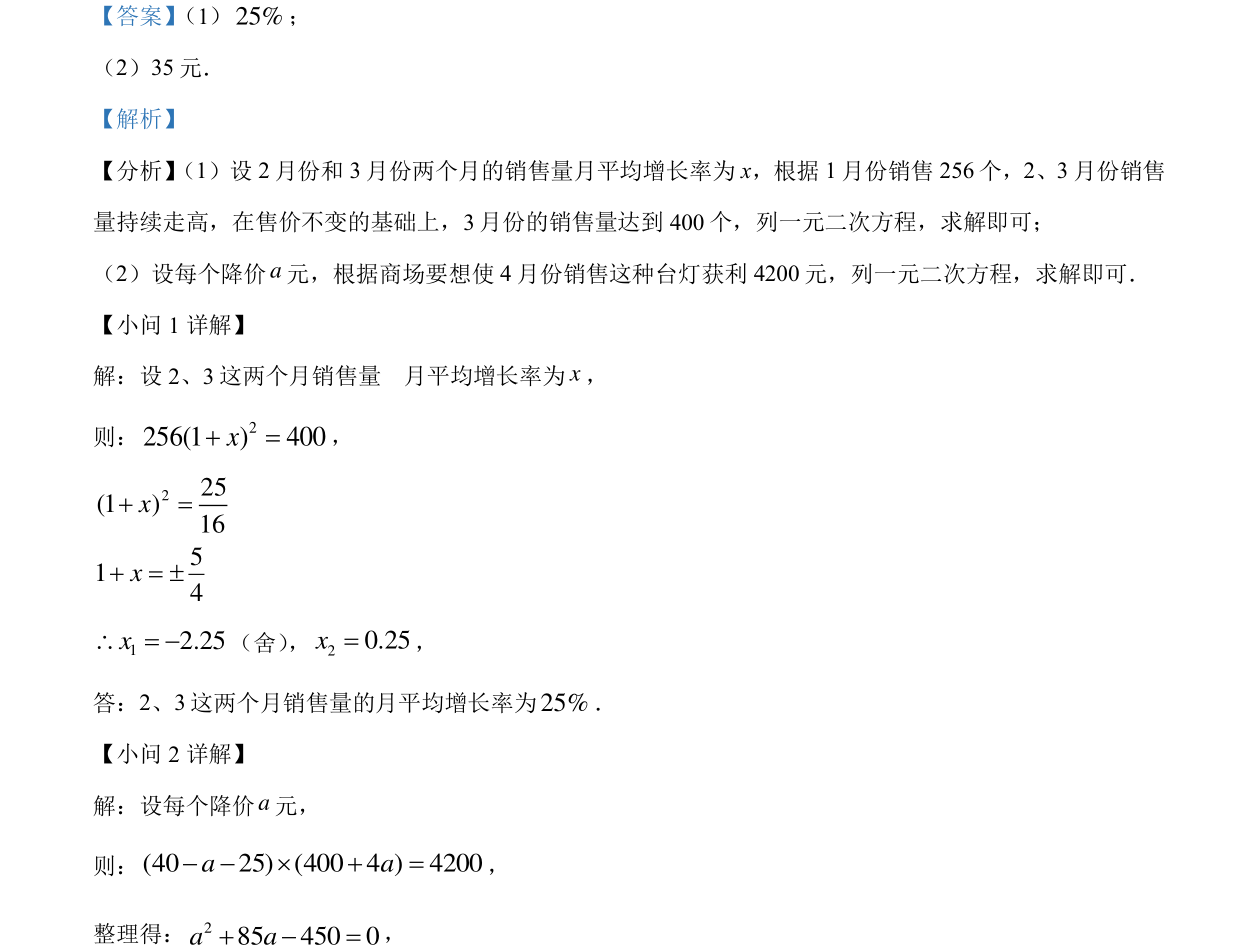 【答案】（1）25%；
（2）35 元．
【解析】
【分析】（1）设 2 月份和 3 月份两个月的销售量月平均增长率为 x，根据 1 月份销售 256 个，2、3 月份销售
量持续走高，在售价不变的基础上，3 月份的销售量达到 400 个，列一元二次方程，求解即可；
（2）设每个降价 a 元，根据商场要想使 4 月份销售这种台灯获利 4200 元，列一元二次方程，求解即可．
【小问 1 详解】
解：设 2、3 这两个月销售量 月平均增长率为 x，
则：256(1+x)²=400，
(1+x)²=25/16
1+x=±5/4
∴x₁=−2.25（舍），x₂=0.25，
答：2、3 这两个月销售量的月平均增长率为 25%．
【小问 2 详解】
解：设每个降价 a 元，
则：(40−a−25)×(400+4a)=4200，
整理得：a²+85a−450=0，